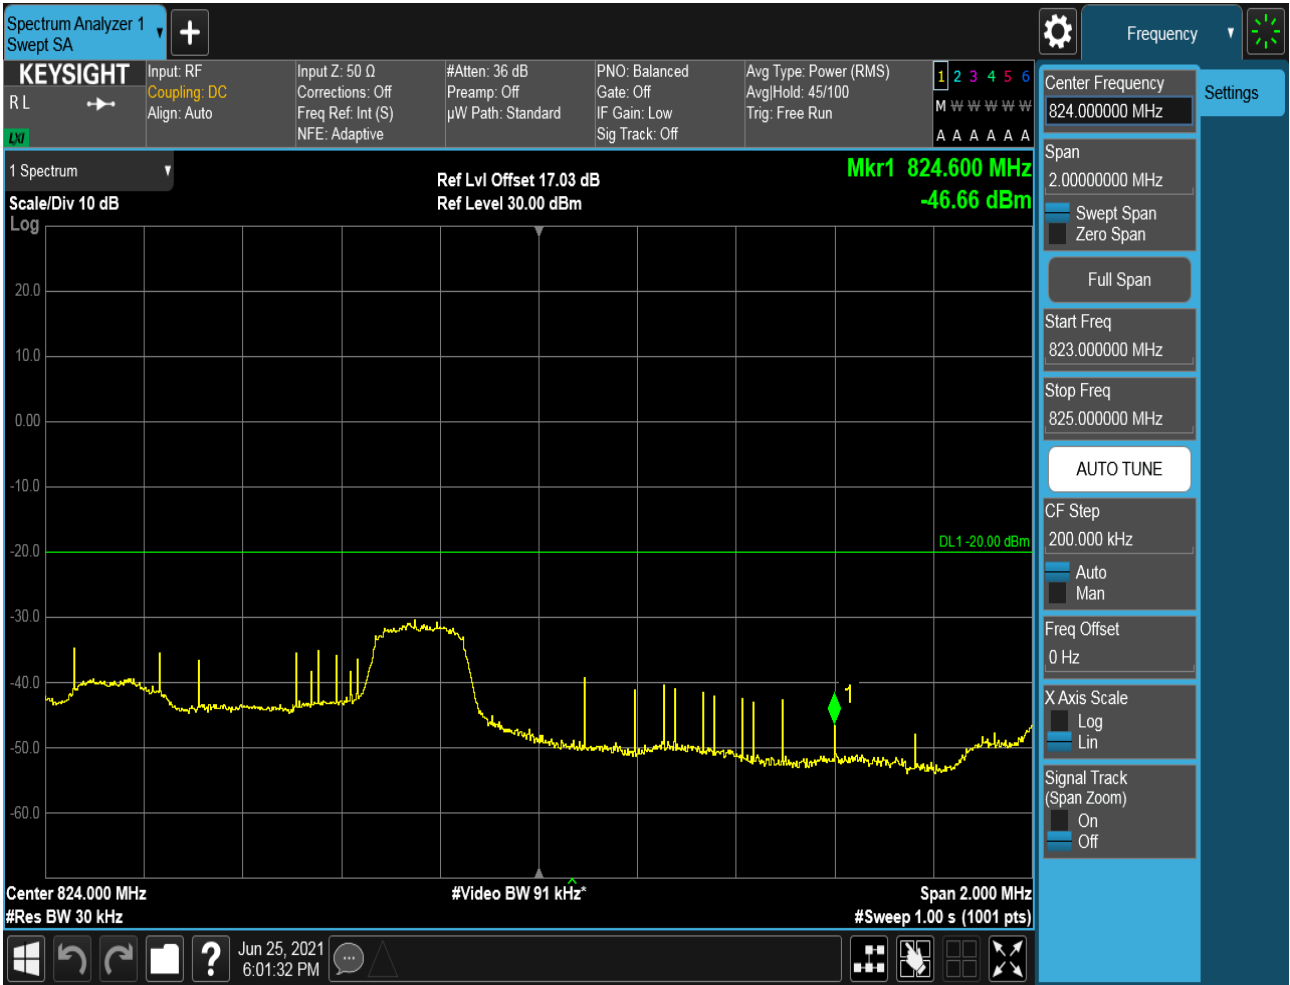 Spectrum Analyzer 1
Swept SA
Frequency
KEYSIGHT
R L
LXI
Input: RF
Coupling: DC
Align: Auto
Input Z: 50 Ω
Corrections: Off
Freq Ref: Int (S)
NFE: Adaptive
#Atten: 36 dB
Preamp: Off
µW Path: Standard
PNO: Balanced
Gate: Off
IF Gain: Low
Sig Track: Off
Avg Type: Power (RMS)
Avg|Hold: 45/100
Trig: Free Run
1 2 3 4 5 6
M W W W W W
A A A A A A
1 Spectrum
Scale/Div 10 dB
Log
Ref Lvl Offset 17.03 dB
Ref Level 30.00 dBm
Mkr1 824.600 MHz
-46.66 dBm
20.0
10.0
0.00
-10.0
-20.0
-30.0
-40.0
-50.0
-60.0
DL1 -20.00 dBm
1
Center 824.000 MHz
#Res BW 30 kHz
#Video BW 91 kHz*
Span 2.000 MHz
#Sweep 1.00 s (1001 pts)
Center Frequency
824.000000 MHz
Settings
Span
2.00000000 MHz
Swept Span
Zero Span
Full Span
Start Freq
823.000000 MHz
Stop Freq
825.000000 MHz
AUTO TUNE
CF Step
200.000 kHz
Auto
Man
Freq Offset
0 Hz
X Axis Scale
Log
Lin
Signal Track
(Span Zoom)
On
Off
?
Jun 25, 2021
6:01:32 PM